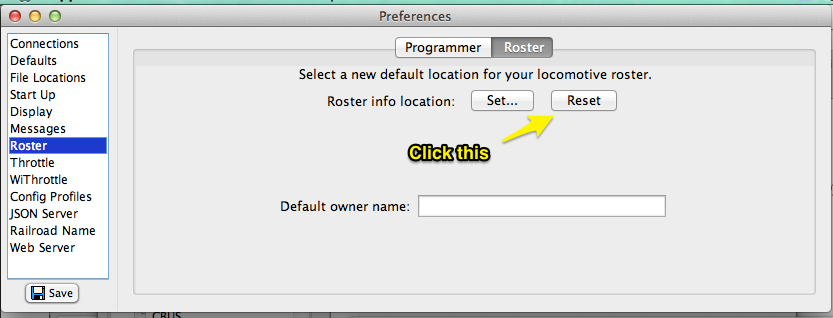 Preferences
Connections
Defaults
File Locations
Start Up
Display
Messages
Roster
Throttle
WiThrottle
Config Profiles
JSON Server
Railroad Name
Web Server
Save
Programmer Roster
Select a new default location for your locomotive roster.
Roster info location: Set... Reset
Click this
Default owner name:
CBUS